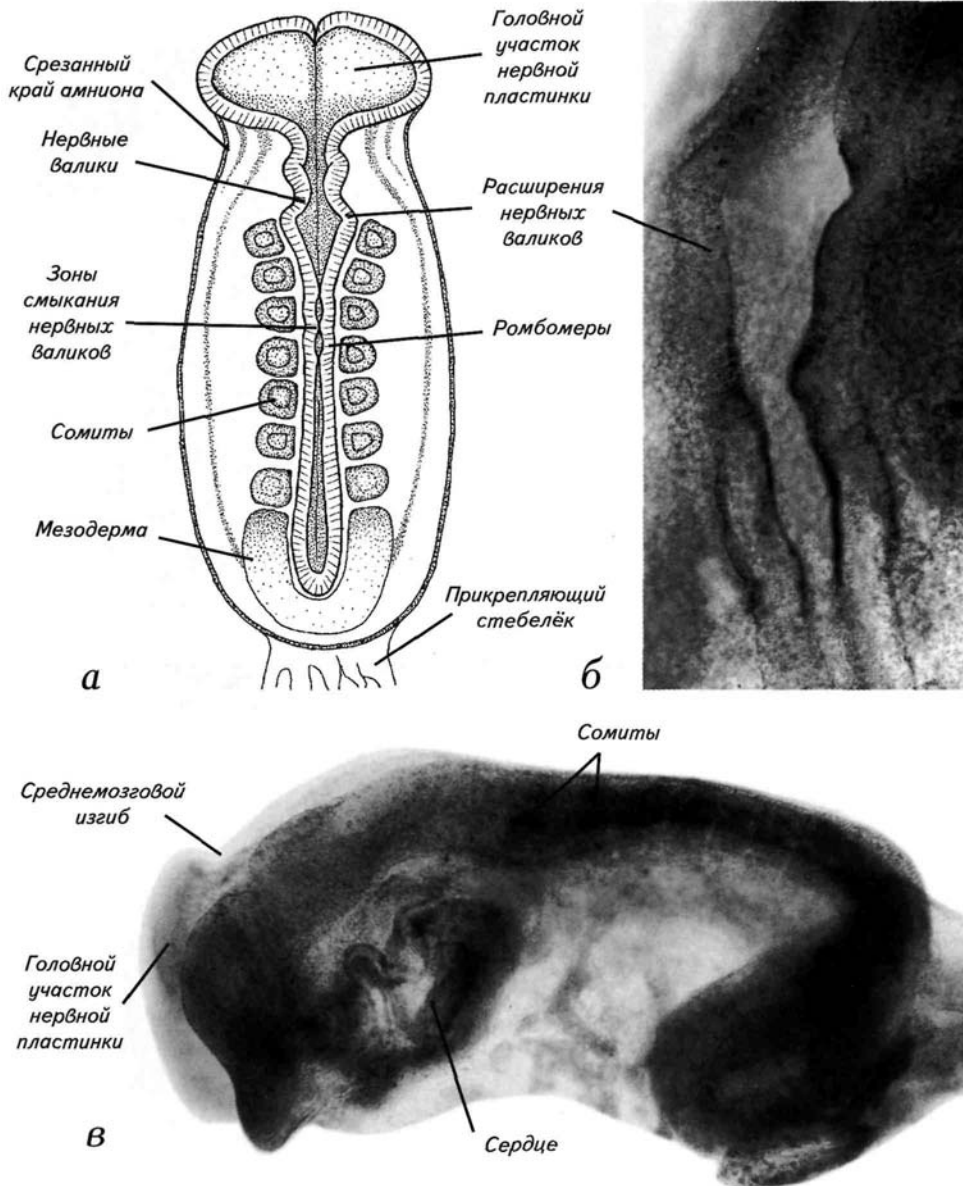 Срезанный
край амниона
Нервные
валики
Зоны
смыкания
нервных
валиков
Сомиты
Мезодерма
Головной
участок
нервной
пластинки
Расширения
нервных
валиков
Ромбомеры
Прикрепляющий
стебелёк
а
б
Сомиты
Среднемозговой
изгиб
Головной
участок
нервной
пластинки
Сердце
в